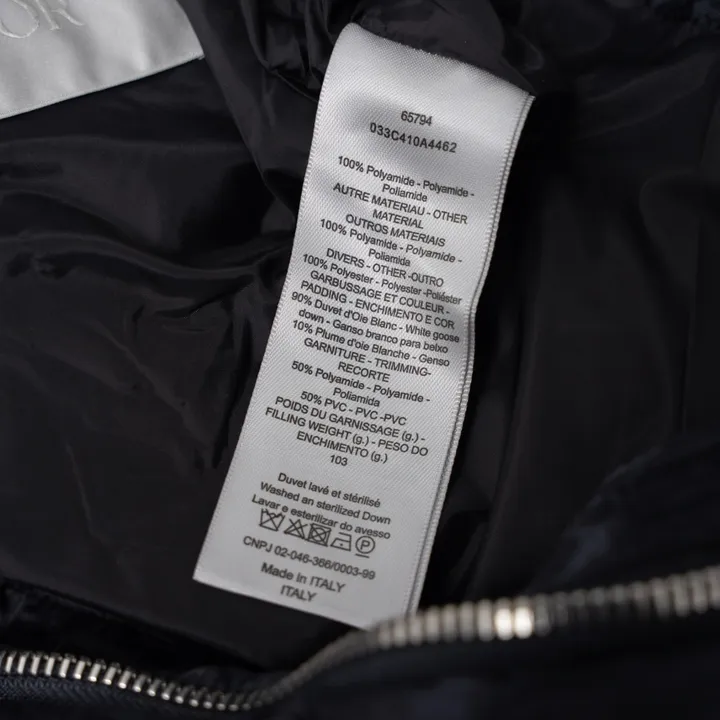 OR
65794
033C410A4462
100% Polyamide - Polyamide -
Poliamide
AUTRE MATERIAU - OTHER
MATERIAL
OUTROS MATERIAIS
100% Polyamide - Polyamide -
Poliamida
DIVERS - OTHER -OUTRO
100% Polyester - Polyester -Poliéster
GARBUSSAGE ET COULEUR -
PADDING - ENCHIMENTO E COR
90% Duvet d'Oie Blanc - White goose
down - Ganso branco para beixo
10% Plume d'oie Blanche - Genso
GARNITURE - TRIMMING-
RECORTE
50% Polyamide - Polyamide -
Poliamida
50% PVC - PVC -PVC
POIDS DU GARNISSAGE (g.) -
FILLING WEIGHT (g.) - PESO DO
ENCHIMENTO (g.)
103
Duvet lavé et stérilisé
Washed an sterilized Down
Lavar e esterilizar do avesso
P
CNPJ 02-046-366/0003-99
Made in ITALY
ITALY